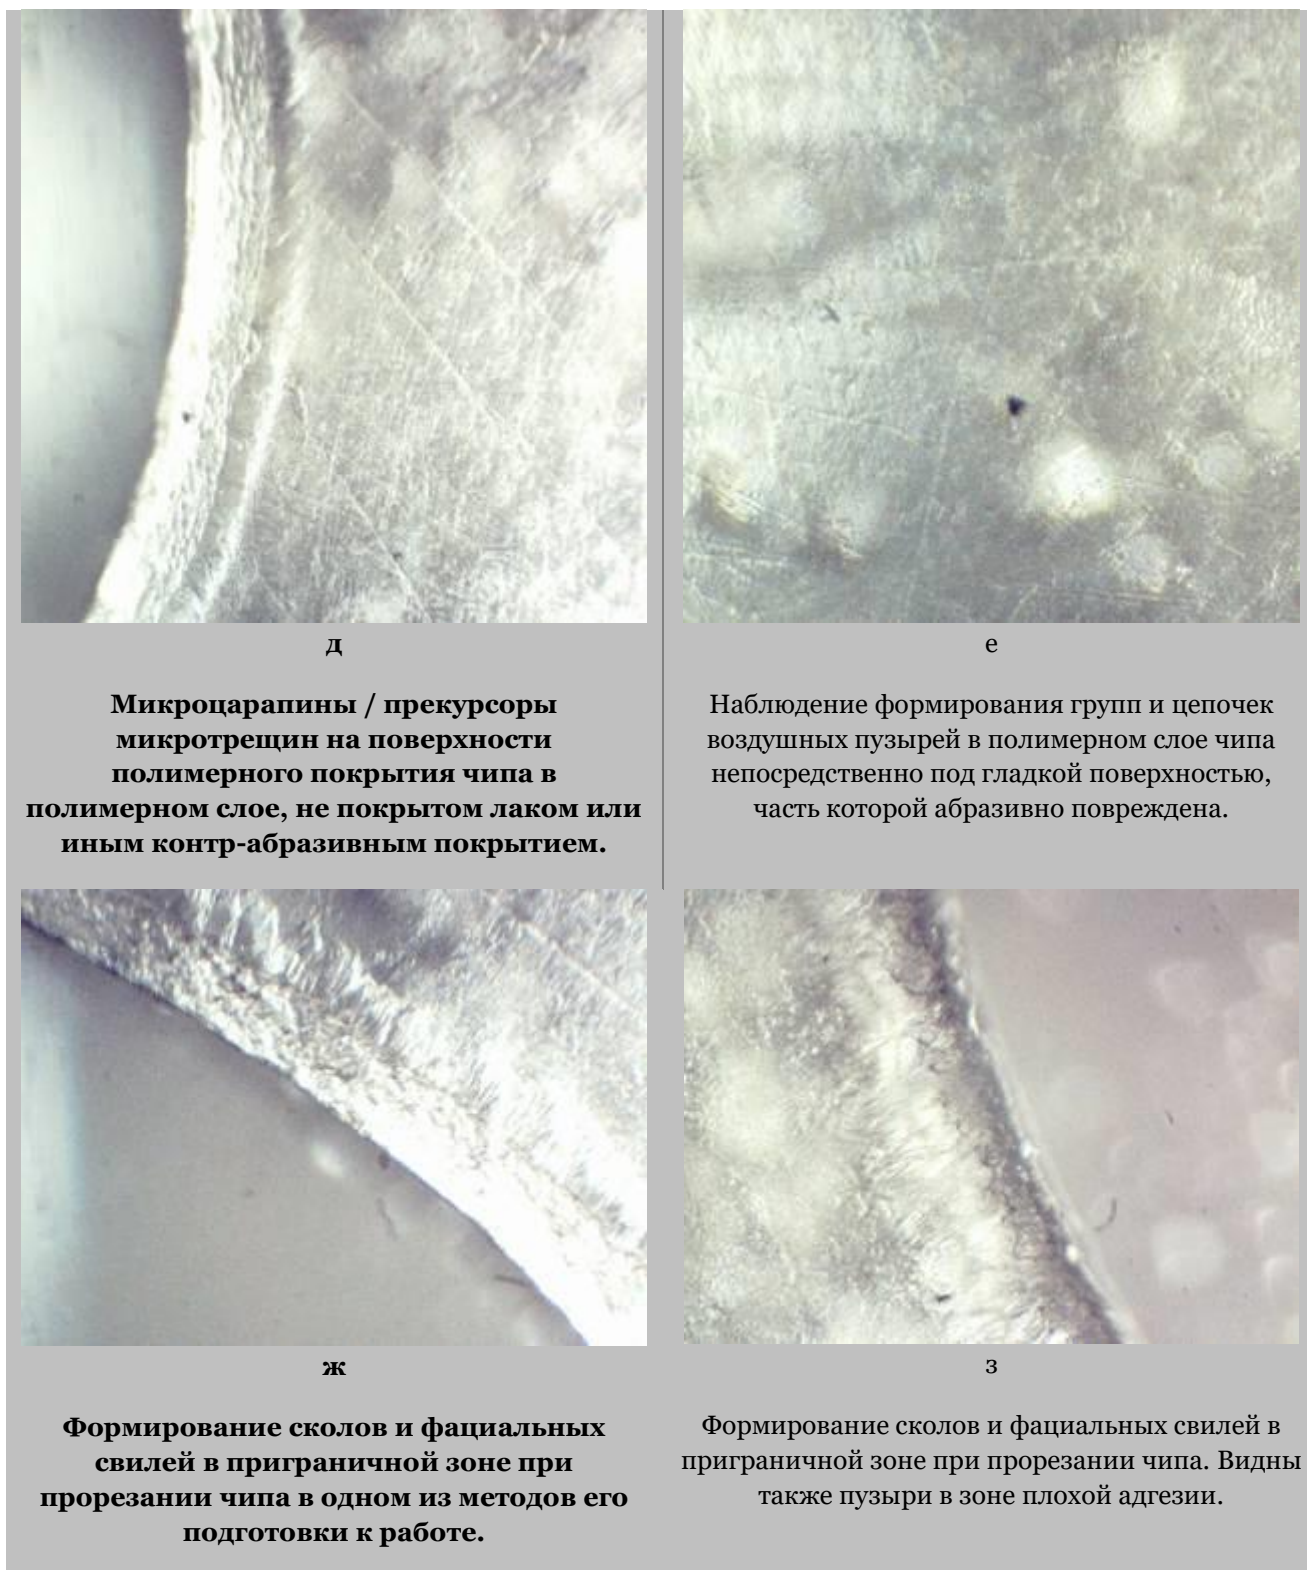 д
е
Микроцарапины / прекурсоры
микротрещин на поверхности
полимерного покрытия чипа в
полимерном слое, не покрытом лаком или
иным контр-абразивным покрытием.
Наблюдение формирования групп и цепочек
воздушных пузырей в полимерном слое чипа
непосредственно под гладкой поверхностью,
часть которой абразивно повреждена.
ж
з
Формирование сколов и фациальных
свилей в приграничной зоне при
прорезании чипа в одном из методов его
подготовки к работе.
Формирование сколов и фациальных свилей в
приграничной зоне при прорезании чипа. Видны
также пузыри в зоне плохой адгезии.